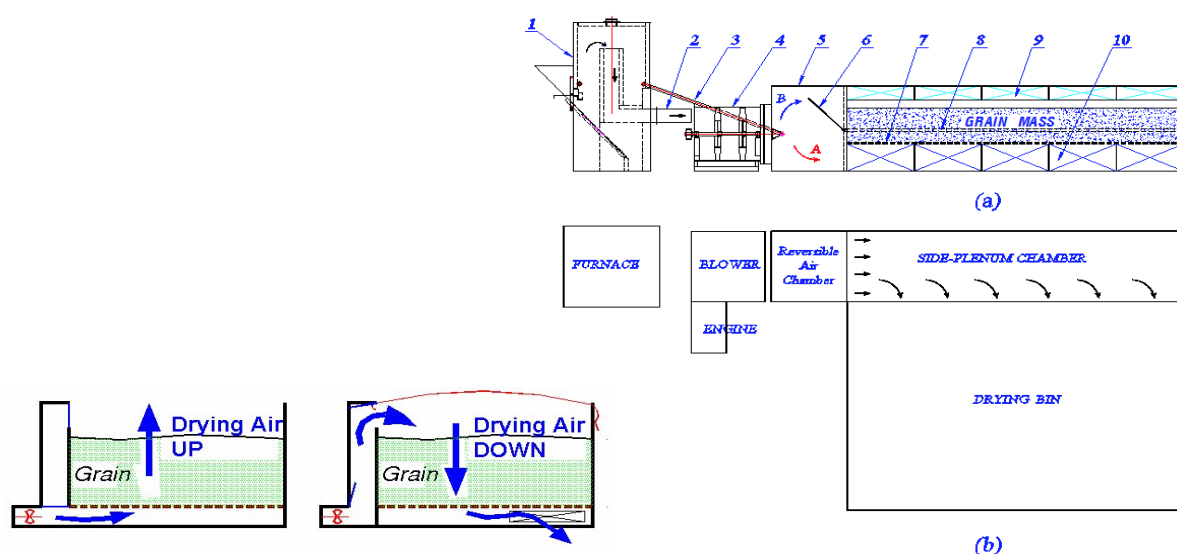 1 2 3 4 5 6 7 8 9 10
B
GRAIN MASS
A
(a)
FURNACE
BLOWER
Reversible
Air
Chamber
SIDE-PLENUM CHAMBER
ENGINE
DRYING BIN
(b)
Drying Air
UP
Grain
Drying Air
DOWN
Grain